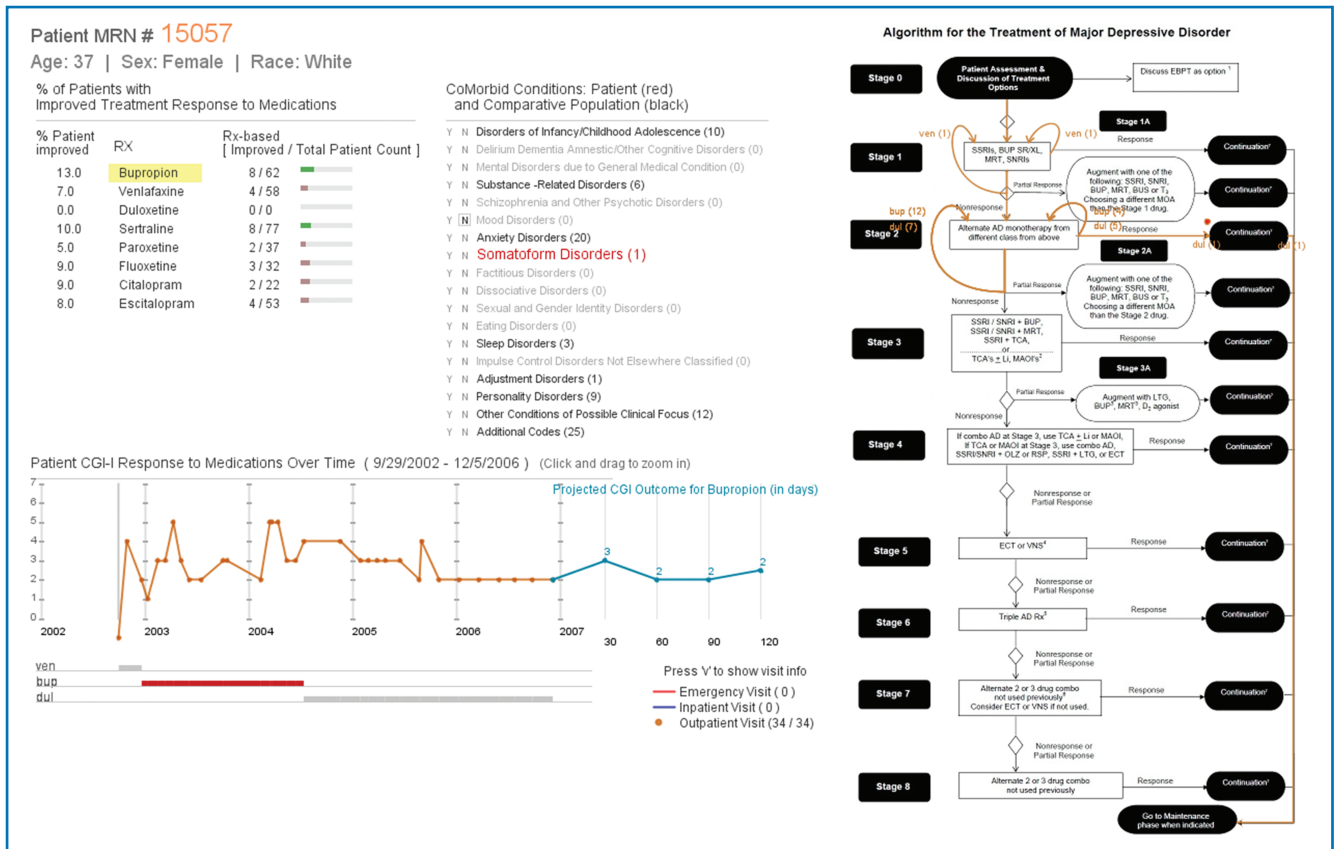 Patient MRN # 15057
Age: 37 | Sex: Female | Race: White
% of Patients with
Improved Treatment Response to Medications
% Patient
improved
RX
Rx-based
[ Improved / Total Patient Count ]
13.0 Bupropion 8 / 62
7.0 Venlafaxine 4 / 58
0.0 Duloxetine 0 / 0
10.0 Sertraline 8 / 77
5.0 Paroxetine 2 / 37
9.0 Fluoxetine 3 / 32
9.0 Citalopram 2 / 22
8.0 Escitalopram 4 / 53
CoMorbid Conditions: Patient (red)
and Comparative Population (black)
Y N Disorders of Infancy/Childhood Adolescence (10)
Y N Delirium Dementia Amnestic/Other Cognitive Disorders (0)
Y N Mental Disorders due to General Medical Condition (0)
Y N Substance -Related Disorders (6)
Y N Schizophrenia and Other Psychotic Disorders (0)
Y N Mood Disorders (0)
Y N Anxiety Disorders (20)
Y N Somatoform Disorders (1)
Y N Factitious Disorders (0)
Y N Dissociative Disorders (0)
Y N Sexual and Gender Identity Disorders (0)
Y N Eating Disorders (0)
Y N Sleep Disorders (3)
Y N Impulse Control Disorders Not Elsewhere Classified (0)
Y N Adjustment Disorders (1)
Y N Personality Disorders (9)
Y N Other Conditions of Possible Clinical Focus (12)
Y N Additional Codes (25)
Patient CGI-I Response to Medications Over Time ( 9/29/2002 - 12/5/2006 ) (Click and drag to zoom in)
Projected CGI Outcome for Bupropion (in days)
7
6
5
4
3
2
1
0
3 2 2 2
2002 2003 2004 2005 2006 2007 30 60 90 120
ven
bup
dul
Press 'v' to show visit info
Emergency Visit ( 0 )
Inpatient Visit ( 0 )
Outpatient Visit (34 / 34)
Algorithm for the Treatment of Major Depressive Disorder
Stage 0
Patient Assessment &
Discussion of Treatment
Options
Discuss EBPT as option 1
Stage 1A
ven (1)
ven (1)
Response
Stage 1
SSRIs, BUP SR/XL,
MRT, SNRIs
Continuation
Partial Response
Augment with one of the
following: SSRI, SNRI,
BUP, MRT, BUS or T3
Choosing a different MOA
than the Stage 1 drug.
Continuation
Nonresponse
bup (12)
dul (7)
dul (5)
Stage 2
Alternate AD monotherapy from
different class from above
Response
Continuation
dul (1)
dul (1)
Stage 2A
Partial Response
Augment with one of the
following: SSRI, SNRI,
BUP, MRT, BUS or T3
Choosing a different MOA
than the Stage 2 drug.
Continuation
Nonresponse
Stage 3
SSRI / SNRI + BUP,
SSRI / SNRI + MRT,
SSRI + TCA,
or
TCA's ± Li, MAOI's2
Response
Continuation
Stage 3A
Partial Response
Augment with LTG,
BUP3, MRT3, D2 agonist
Continuation
Nonresponse
Stage 4
If combo AD at Stage 3, use TCA ± Li or MAOI,
If TCA or MAOI at Stage 3, use combo AD,
SSRI/SNRI + OLZ or RSP, SSRI + LTG, or ECT
Response
Continuation
Nonresponse or
Partial Response
Stage 5
ECT or VNS4
Response
Continuation
Nonresponse or
Partial Response
Stage 6
Triple AD Rx5
Response
Continuation
Nonresponse or
Partial Response
Stage 7
Alternate 2 or 3 drug combo
not used previously
Consider ECT or VNS if not used.
Response
Continuation
Nonresponse or
Partial Response
Stage 8
Alternate 2 or 3 drug combo
not used previously
Response
Continuation
Go to Maintenance
phase when indicated